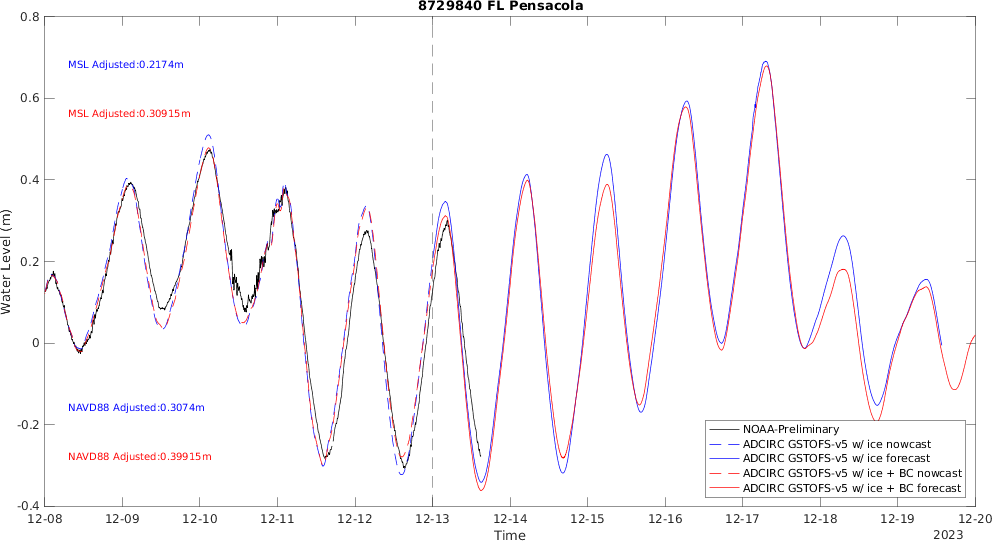 8729840 FL Pensacola
0.8
0.6
0.4
0.2
0
-0.2
-0.4
Water Level (m)
MSL Adjusted:0.2174m
MSL Adjusted:0.30915m
NAVD88 Adjusted:0.3074m
NAVD88 Adjusted:0.39915m
NOAA-Preliminary
ADCIRC GSTOFS-v5 w/ ice nowcast
ADCIRC GSTOFS-v5 w/ ice forecast
ADCIRC GSTOFS-v5 w/ ice + BC nowcast
ADCIRC GSTOFS-v5 w/ ice + BC forecast
12-08 12-09 12-10 12-11 12-12 12-13 12-14 12-15 12-16 12-17 12-18 12-19 12-20
Time
2023